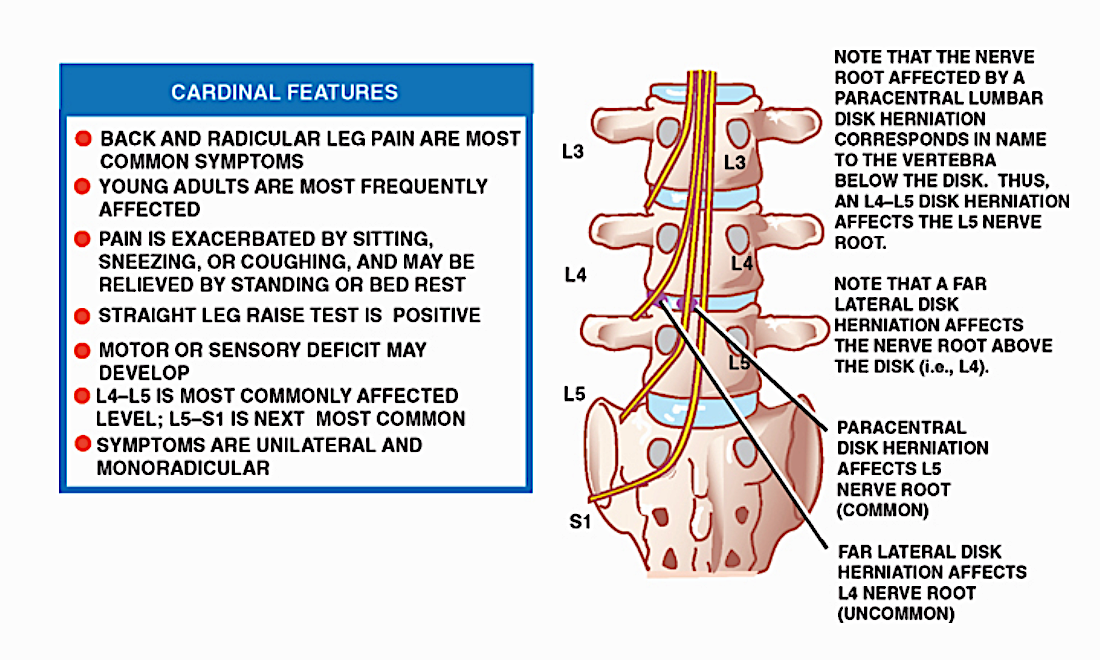 CARDINAL FEATURES
BACK AND RADICULAR LEG PAIN ARE MOST
COMMON SYMPTOMS
YOUNG ADULTS ARE MOST FREQUENTLY
AFFECTED
PAIN IS EXACERBATED BY SITTING,
SNEEZING, OR COUGHING, AND MAY BE
RELIEVED BY STANDING OR BED REST
STRAIGHT LEG RAISE TEST IS POSITIVE
MOTOR OR SENSORY DEFICIT MAY
DEVELOP
L4–L5 IS MOST COMMONLY AFFECTED
LEVEL; L5–S1 IS NEXT MOST COMMON
SYMPTOMS ARE UNILATERAL AND
MONORADICULAR
L3
L3
L4
L4
L5
L5
S1
NOTE THAT THE NERVE
ROOT AFFECTED BY A
PARACENTRAL LUMBAR
DISK HERNIATION
CORRESPONDS IN NAME
TO THE VERTEBRA
BELOW THE DISK. THUS,
AN L4–L5 DISK HERNIATION
AFFECTS THE L5 NERVE
ROOT.
NOTE THAT A FAR
LATERAL DISK
HERNIATION AFFECTS
THE NERVE ROOT ABOVE
THE DISK (i.e., L4).
PARACENTRAL
DISK HERNIATION
AFFECTS L5
NERVE ROOT
(COMMON)
FAR LATERAL DISK
HERNIATION AFFECTS
L4 NERVE ROOT
(UNCOMMON)